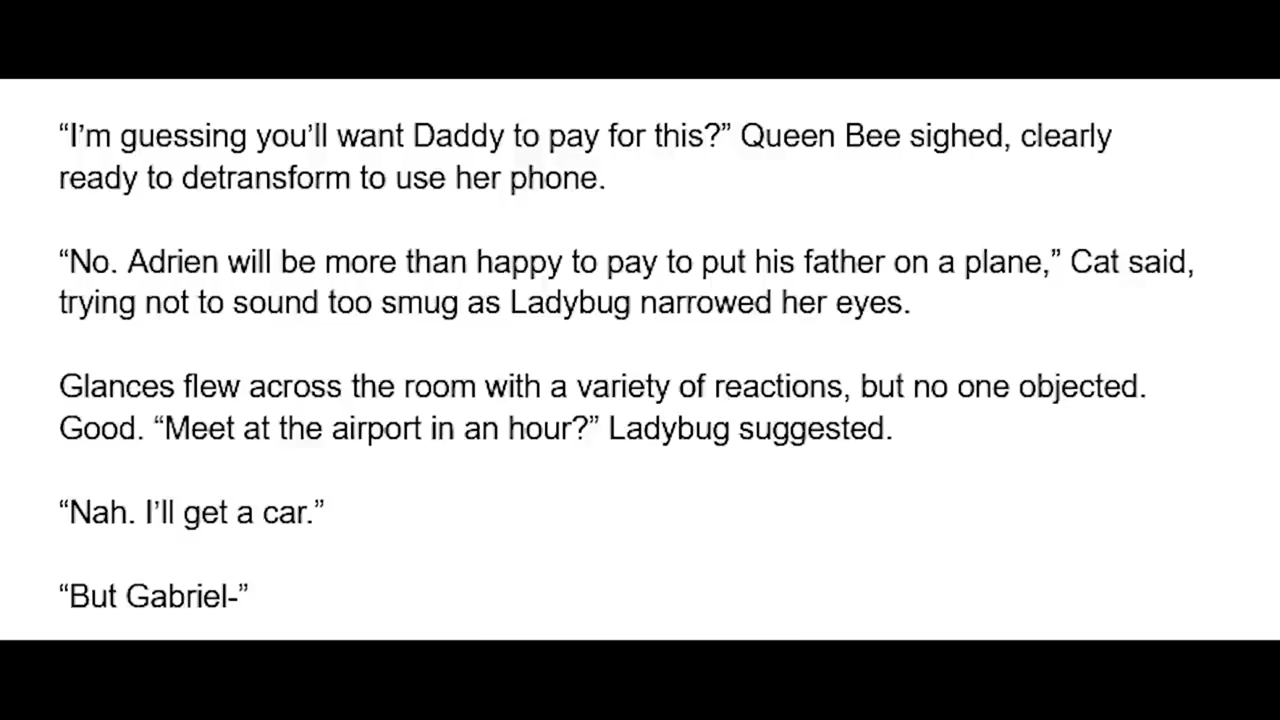 “I’m guessing you’ll want Daddy to pay for this?” Queen Bee sighed, clearly
ready to detransform to use her phone.
“No. Adrien will be more than happy to pay to put his father on a plane,” Cat said,
trying not to sound too smug as Ladybug narrowed her eyes.
Glances flew across the room with a variety of reactions, but no one objected.
Good. “Meet at the airport in an hour?” Ladybug suggested.
“Nah. I’ll get a car.”
“But Gabriel-”